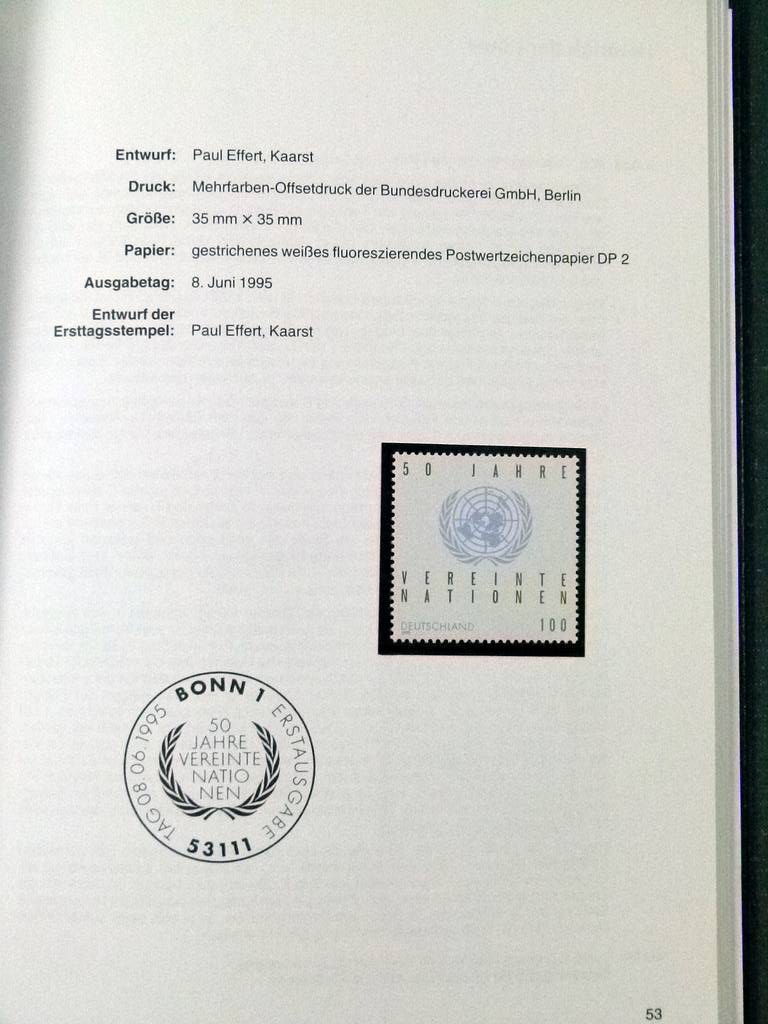 Entwurf: Paul Effert, Kaarst
Druck: Mehrfarben-Offsetdruck der Bundesdruckerei GmbH, Berlin
Größe: 35 mm × 35 mm
Papier: gestrichenes weißes fluoreszierendes Postwertzeichenpapier DP 2
Ausgabetag: 8. Juni 1995
Entwurf der
Ersttagsstempel: Paul Effert, Kaarst
50 JAHRE
VEREINTE
NATIONEN
DEUTSCHLAND 100
BONN 1
TAG 08.06.1995
ERSTAUSGABE
50
JAHRE
VEREINTE
NATIO
NEN
53111
53